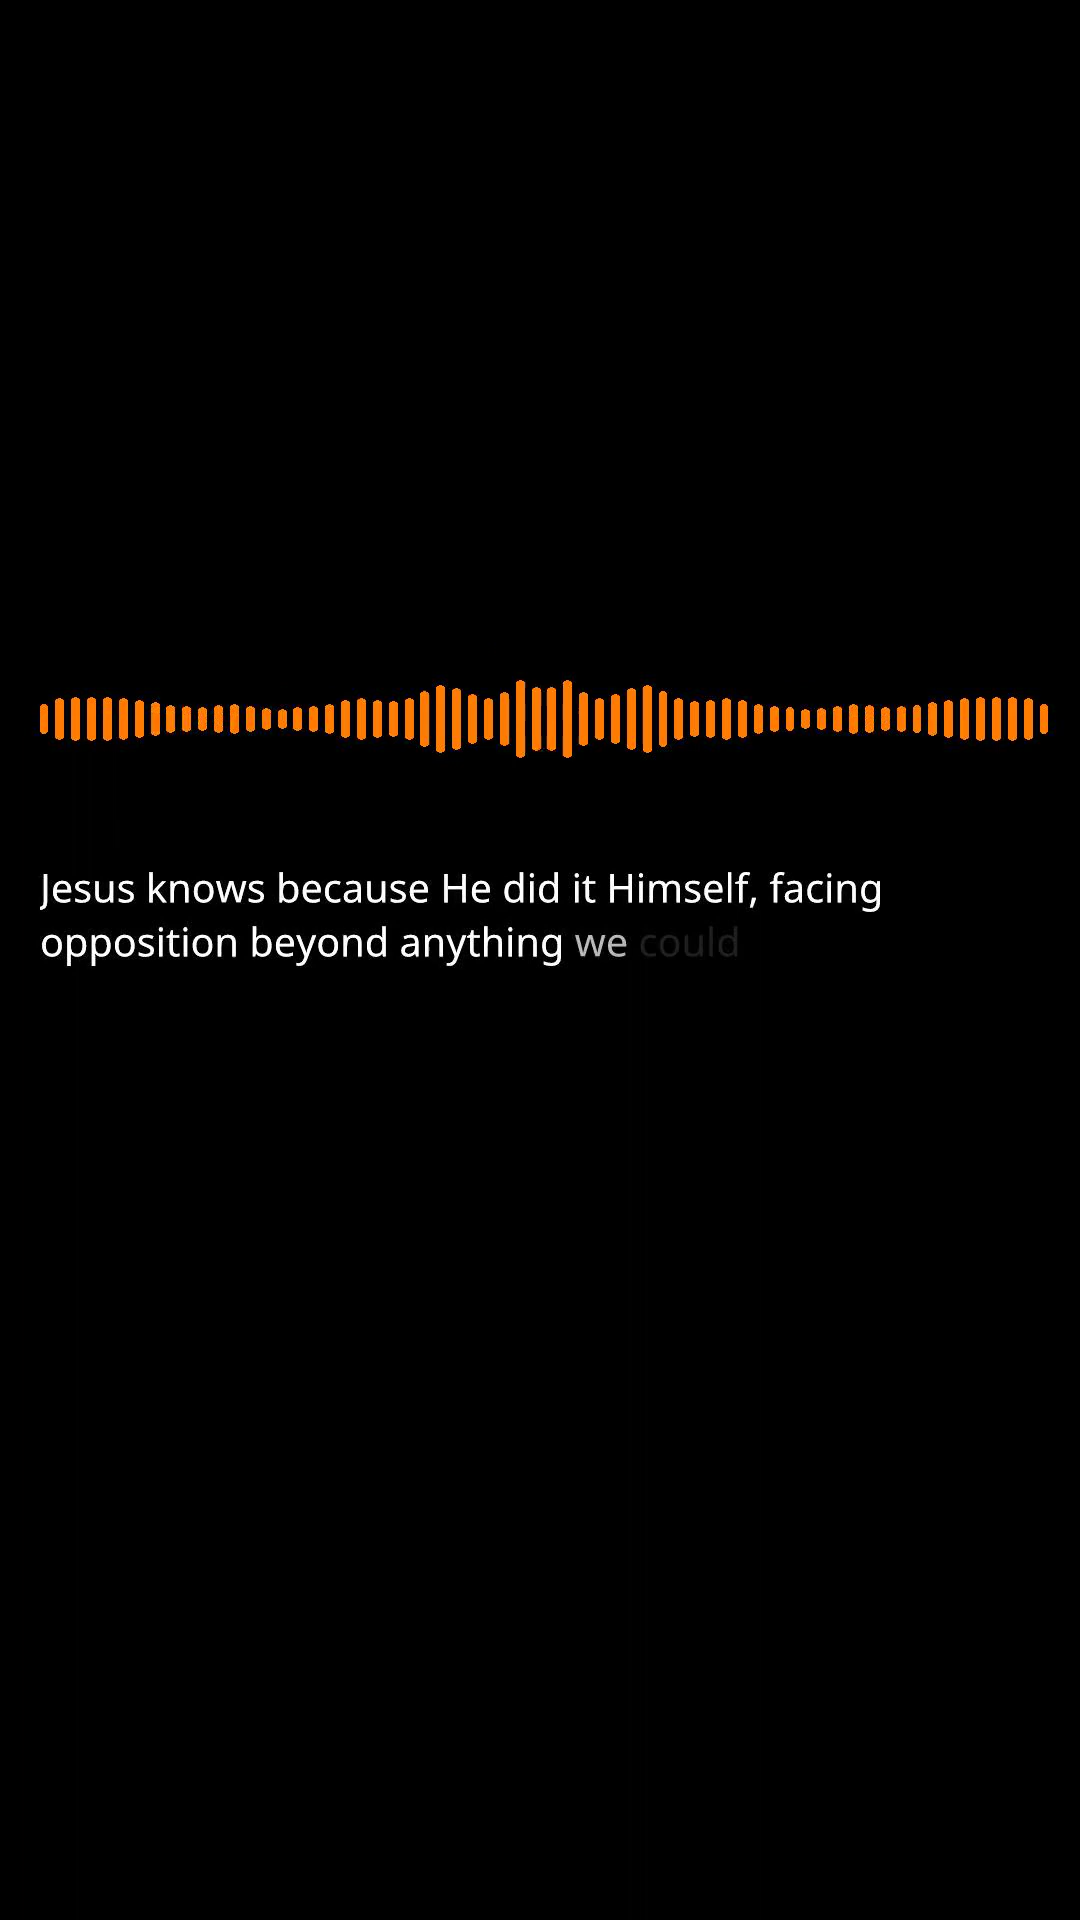 Jesus knows because He did it Himself, facing
opposition beyond anything we could